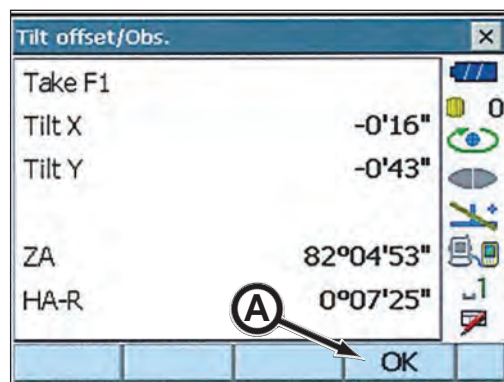 Tilt offset/Obs.
Take F1
Tilt X -0'16"
Tilt Y -0'43"
ZA 82°04'53"
HA-R 0°07'25"
0
1
A
OK